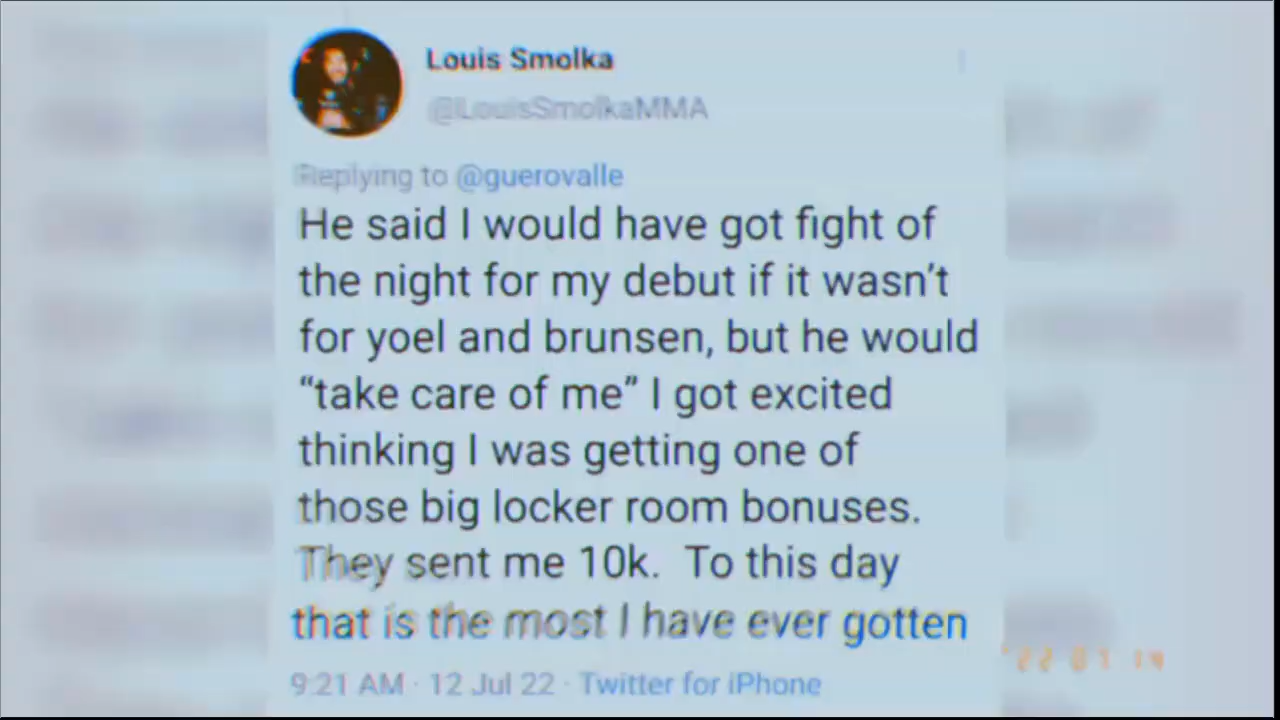 Louis Smolka
@LouisSmolkaMMA
Replying to @guerovalle
He said I would have got fight of
the night for my debut if it wasn't
for yoel and brunsen, but he would
“take care of me” I got excited
thinking I was getting one of
those big locker room bonuses.
They sent me 10k. To this day
that is the most I have ever gotten
9:21 AM · 12 Jul 22 · Twitter for iPhone
'22 07 14